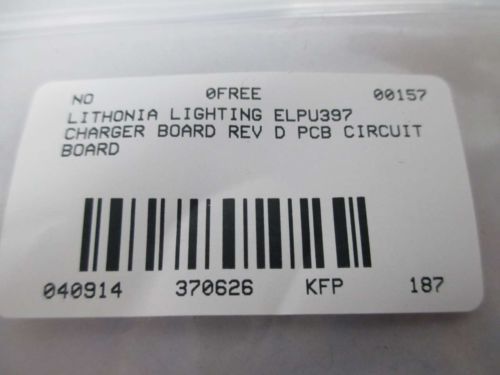 NO 0FREE 00157
LITHONIA LIGHTING ELPU397
CHARGER BOARD REV D PCB CIRCUIT
BOARD
040914 370626 KFP 187